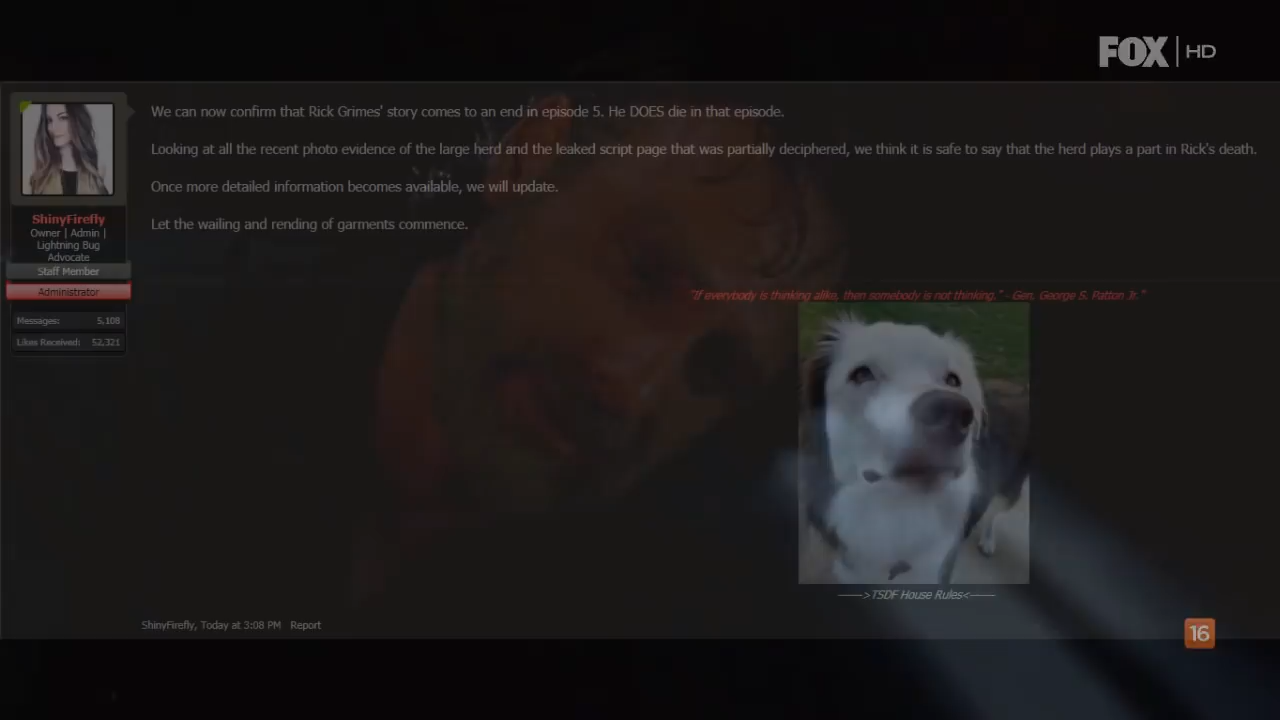 FOX HD
We can now confirm that Rick Grimes' story comes to an end in episode 5. He DOES die in that episode.
Looking at all the recent photo evidence of the large herd and the leaked script page that was partially deciphered, we think it is safe to say that the herd plays a part in Rick's death.
Once more detailed information becomes available, we will update.
Let the wailing and rending of garments commence.
ShinyFirefly
Owner | Admin |
Lightning Bug
Advocate
Staff Member
Administrator
Messages: 5,108
Likes Received: 52,321
"If everybody is thinking alike, then somebody is not thinking." - Gen. George S. Patton Jr."
----->TSDF House Rules<-----
ShinyFirefly, Today at 3:08 PM Report
16